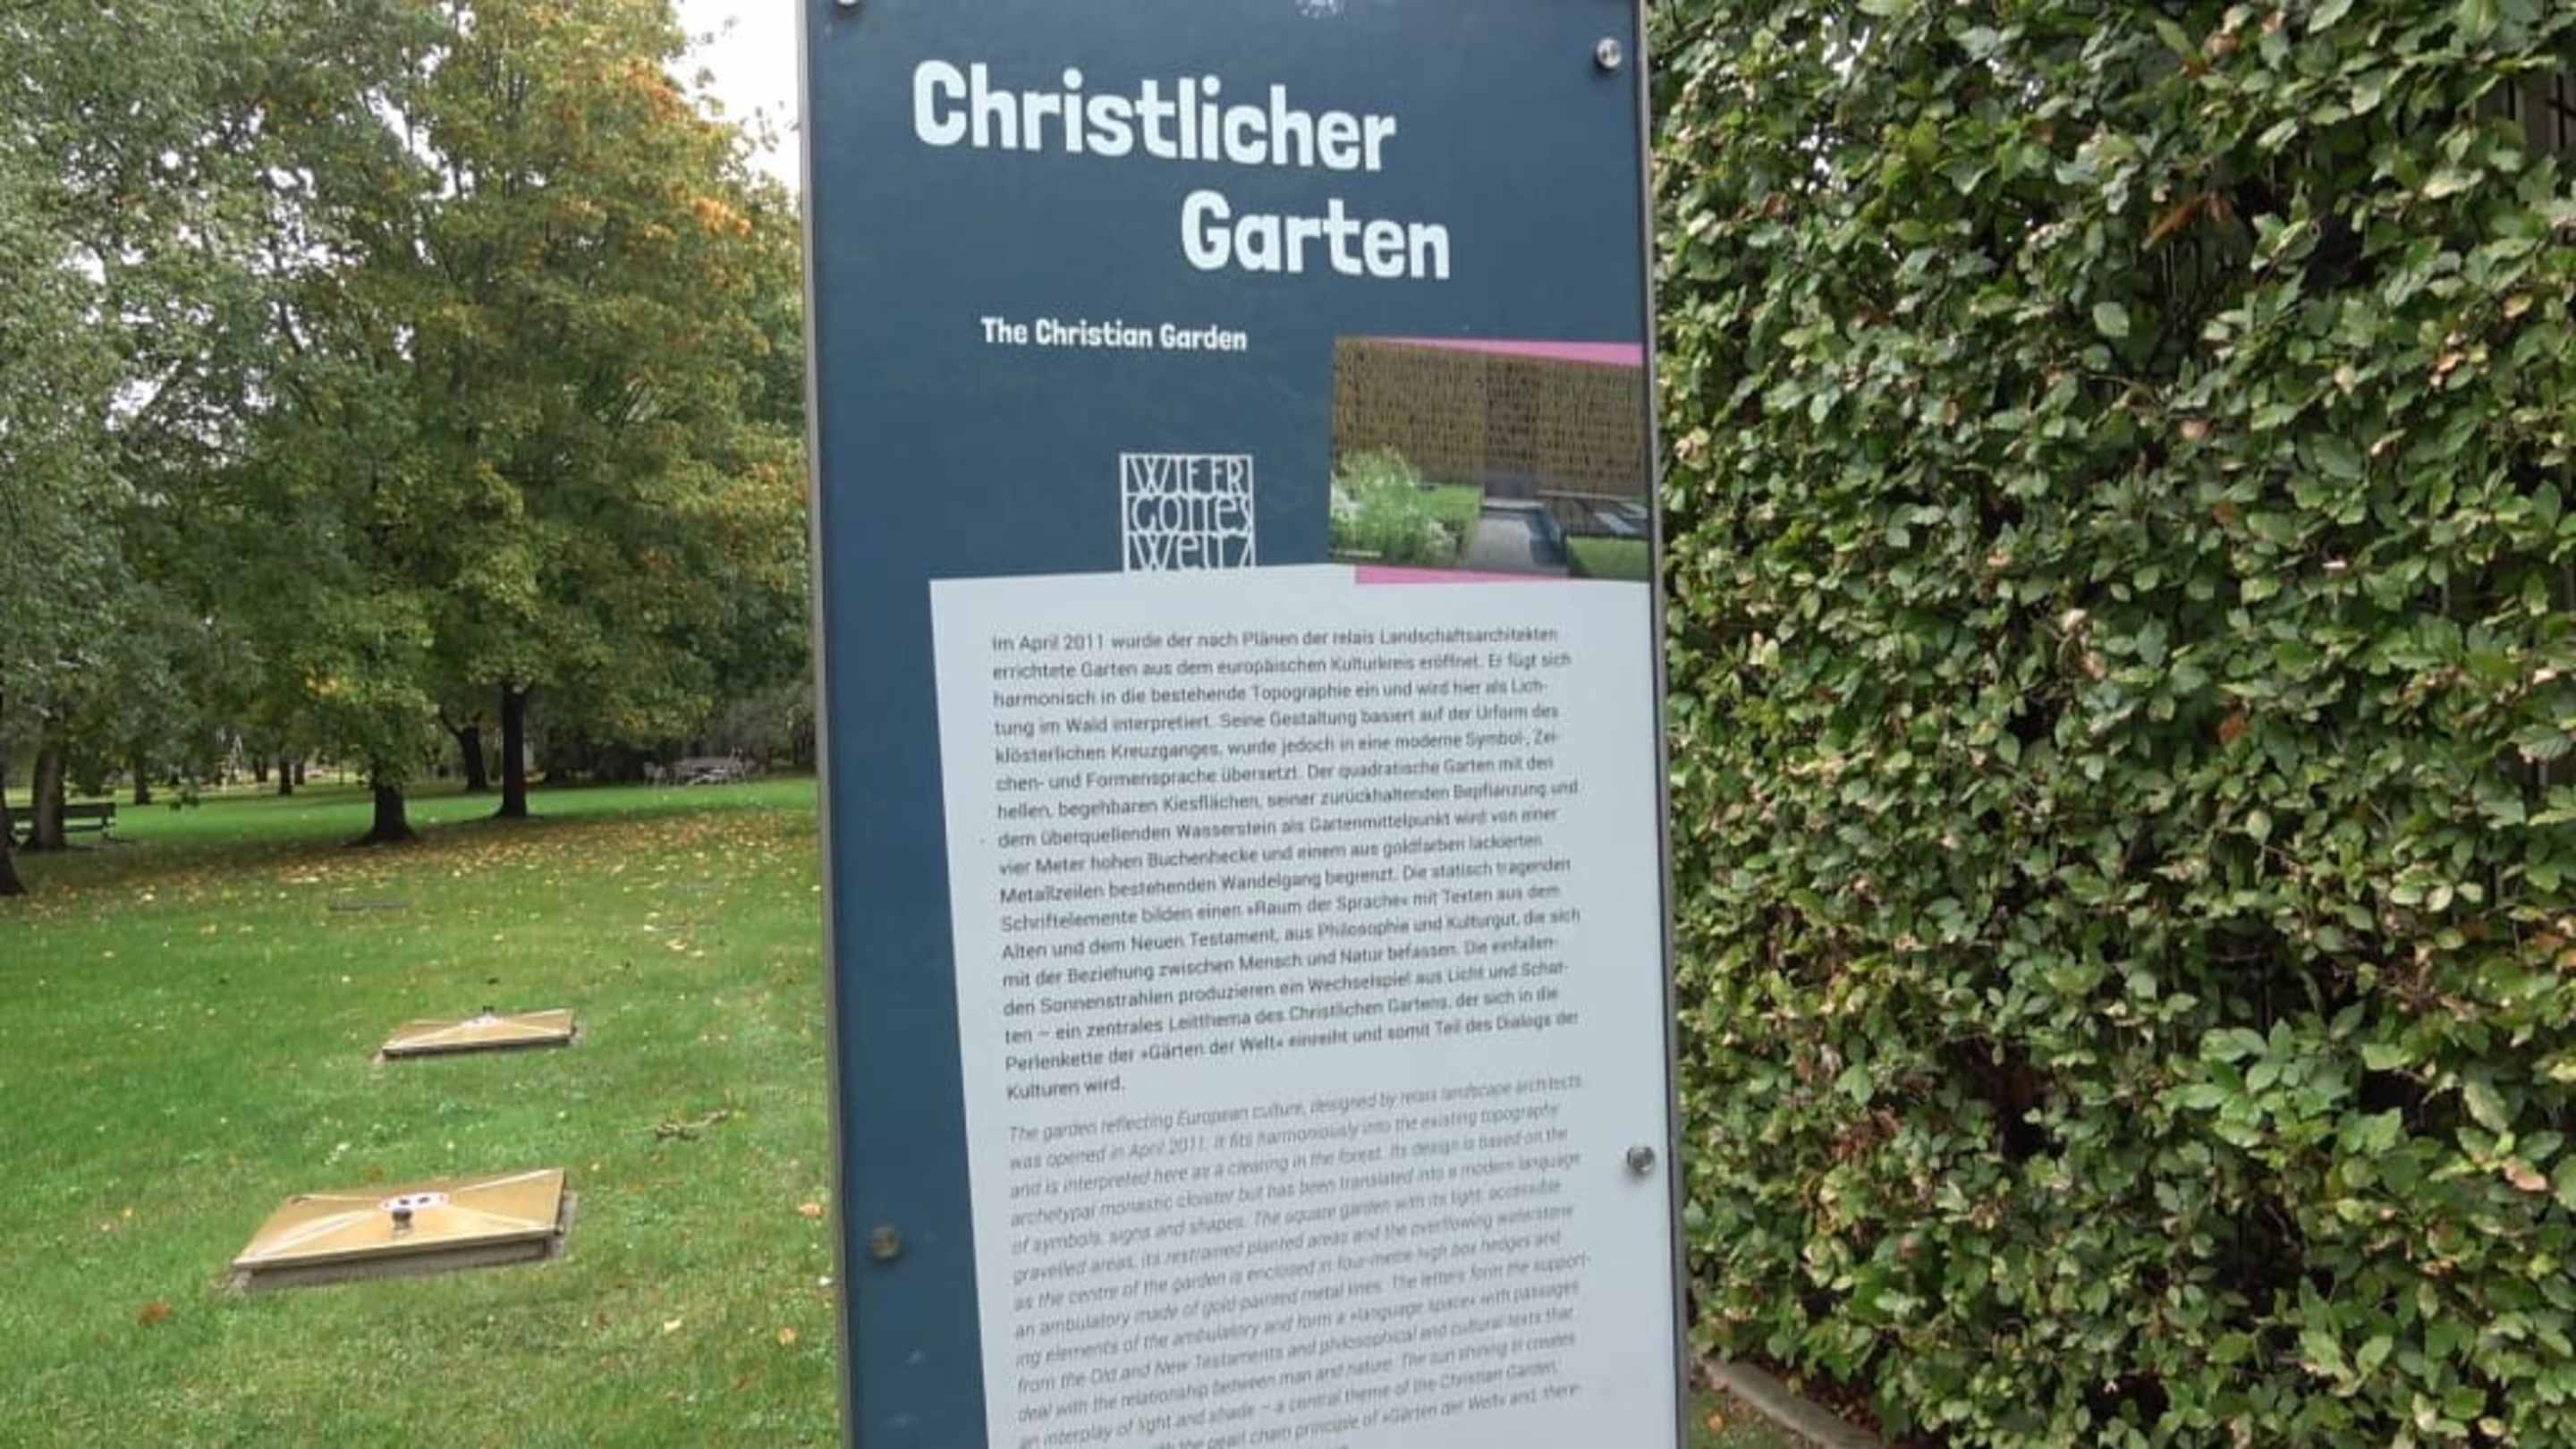 Christlicher
Garten
The Christian Garden
WIE ER
GOTTES
WELT
Im April 2011 wurde der nach Plänen der relais Landschaftsarchitekten
errichtete Garten aus dem europäischen Kulturkreis eröffnet. Er fügt sich
harmonisch in die bestehende Topographie ein und wird hier als Lich-
tung im Wald interpretiert. Seine Gestaltung basiert auf der Urform des
klösterlichen Kreuzganges, wurde jedoch in eine moderne Symbol-, Zei-
chen- und Formensprache übersetzt. Der quadratische Garten mit den
hellen, begehbaren Kiesflächen, seiner zurückhaltenden Bepflanzung und
dem überquellenden Wasserstein als Gartenmittelpunkt wird von einer
vier Meter hohen Buchenhecke und einem aus goldfarben lackierten
Metallzeilen bestehenden Wandelgang begrenzt. Die statisch tragenden
Schriftelemente bilden einen »Raum der Sprache« mit Texten aus dem
Alten und dem Neuen Testament, aus Philosophie und Kulturgut, die sich
mit der Beziehung zwischen Mensch und Natur befassen. Die einfallen-
den Sonnenstrahlen produzieren ein Wechselspiel aus Licht und Schat-
ten – ein zentrales Leitthema des Christlichen Gartens, der sich in die
Perlenkette der »Gärten der Welt« einreiht und somit Teil des Dialogs der
Kulturen wird.
The garden reflecting European culture, designed by relais landscape architects
was opened in April 2011. It fits harmoniously into the existing topography
and is interpreted here as a clearing in the forest. Its design is based on the
archetypal monastic cloister but has been translated into a modern language
of symbols, signs and shapes. The square garden with its light, accessible
gravelled areas, its restrained planted areas and the overflowing waterstone
as the centre of the garden is enclosed in four-metre high box hedges and
an ambulatory made of gold-painted metal lines. The letters form the support-
ing elements of the ambulatory and form a »language space« with passages
from the Old and New Testaments and philosophical and cultural texts that
deal with the relationship between man and nature. The sun shining in creates
an interplay of light and shade – a central theme of the Christian Garden,
the pearl chain principle of »Gärten der Welt« and there-